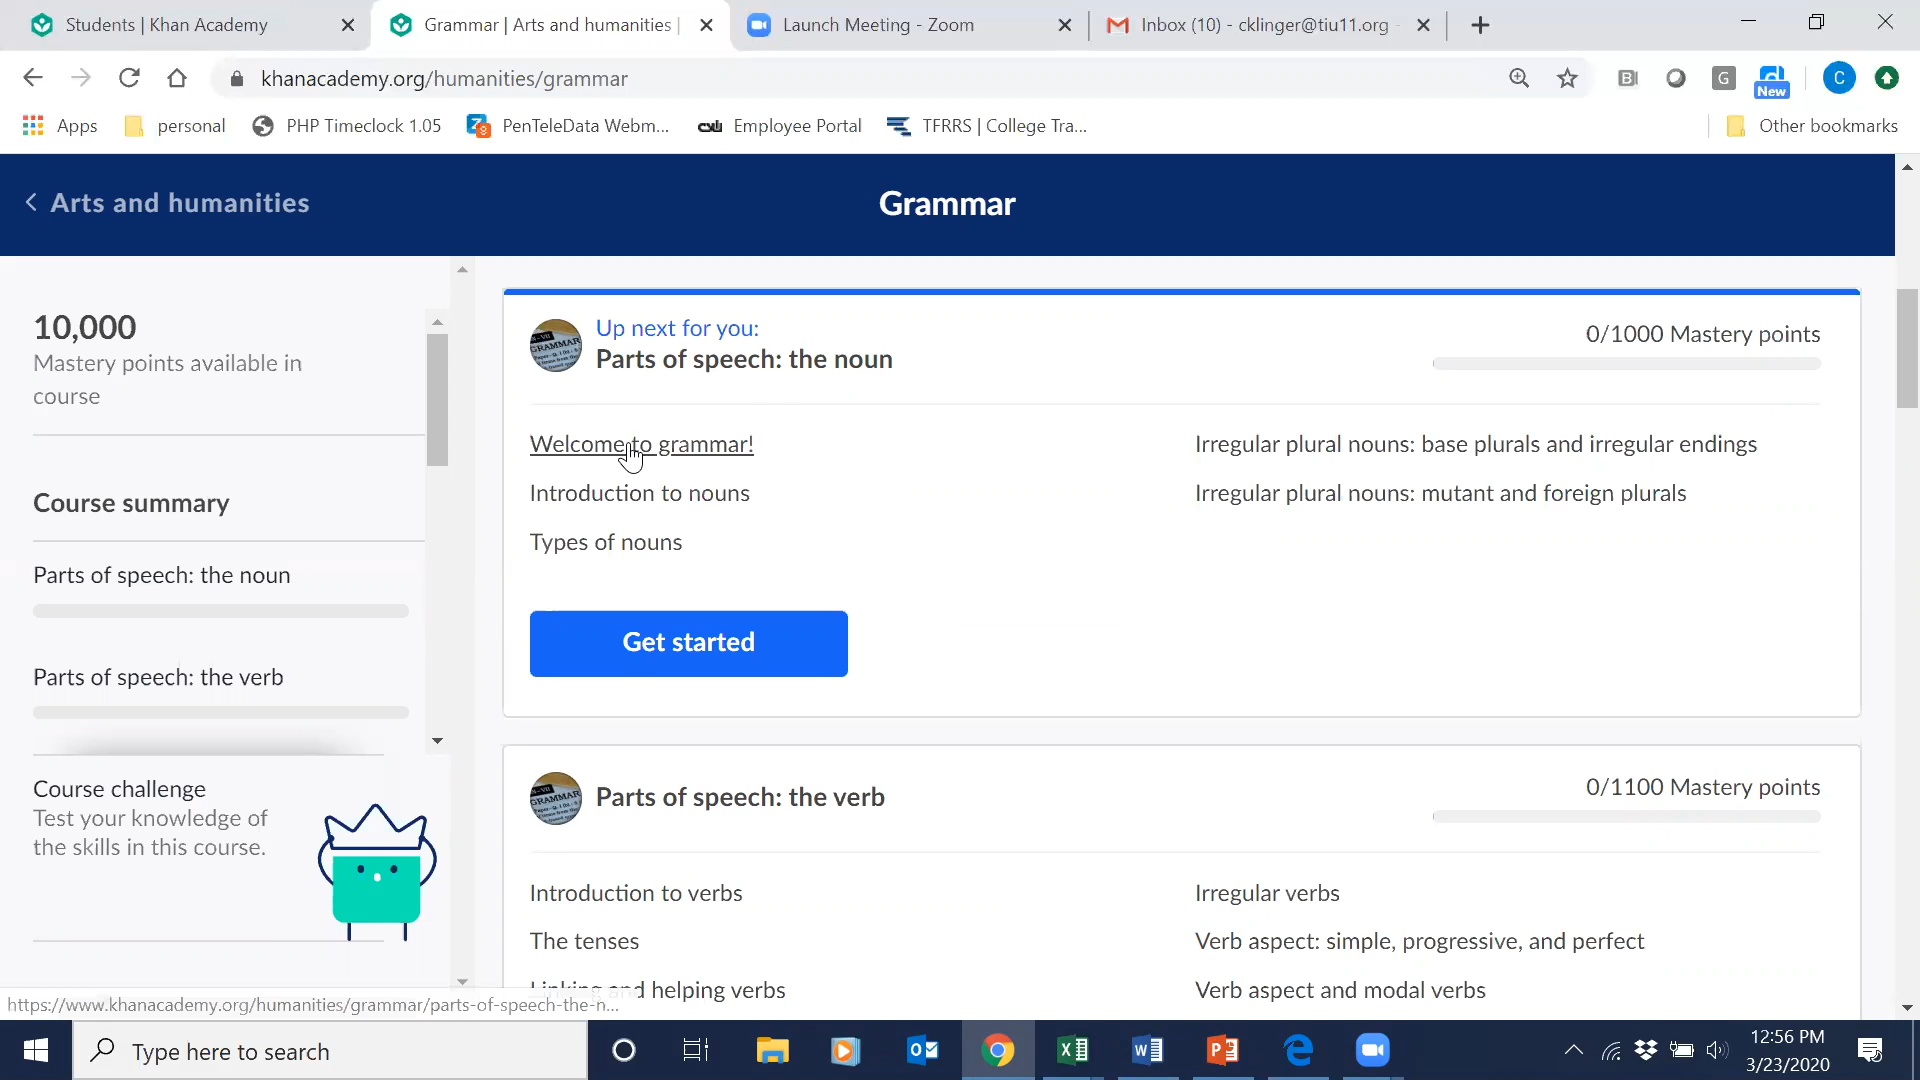 Students | Khan Academy
Grammar | Arts and humanities |
Launch Meeting - Zoom
Inbox (10) - cklinger@tiu11.org -
khanacademy.org/humanities/grammar
G
New
C
Apps
personal
PHP Timeclock 1.05
PenTeleData Webm...
Employee Portal
TFRRS | College Tra...
Other bookmarks
Arts and humanities
Grammar
10,000
Mastery points available in
course
Course summary
Parts of speech: the noun
Parts of speech: the verb
Course challenge
Test your knowledge of
the skills in this course.
Up next for you:
Parts of speech: the noun
0/1000 Mastery points
Welcome to grammar!
Introduction to nouns
Types of nouns
Irregular plural nouns: base plurals and irregular endings
Irregular plural nouns: mutant and foreign plurals
Get started
Parts of speech: the verb
0/1100 Mastery points
Introduction to verbs
The tenses
Linking and helping verbs
Irregular verbs
Verb aspect: simple, progressive, and perfect
Verb aspect and modal verbs
https://www.khanacademy.org/humanities/grammar/parts-of-speech-the-n...
Type here to search
12:56 PM
3/23/2020